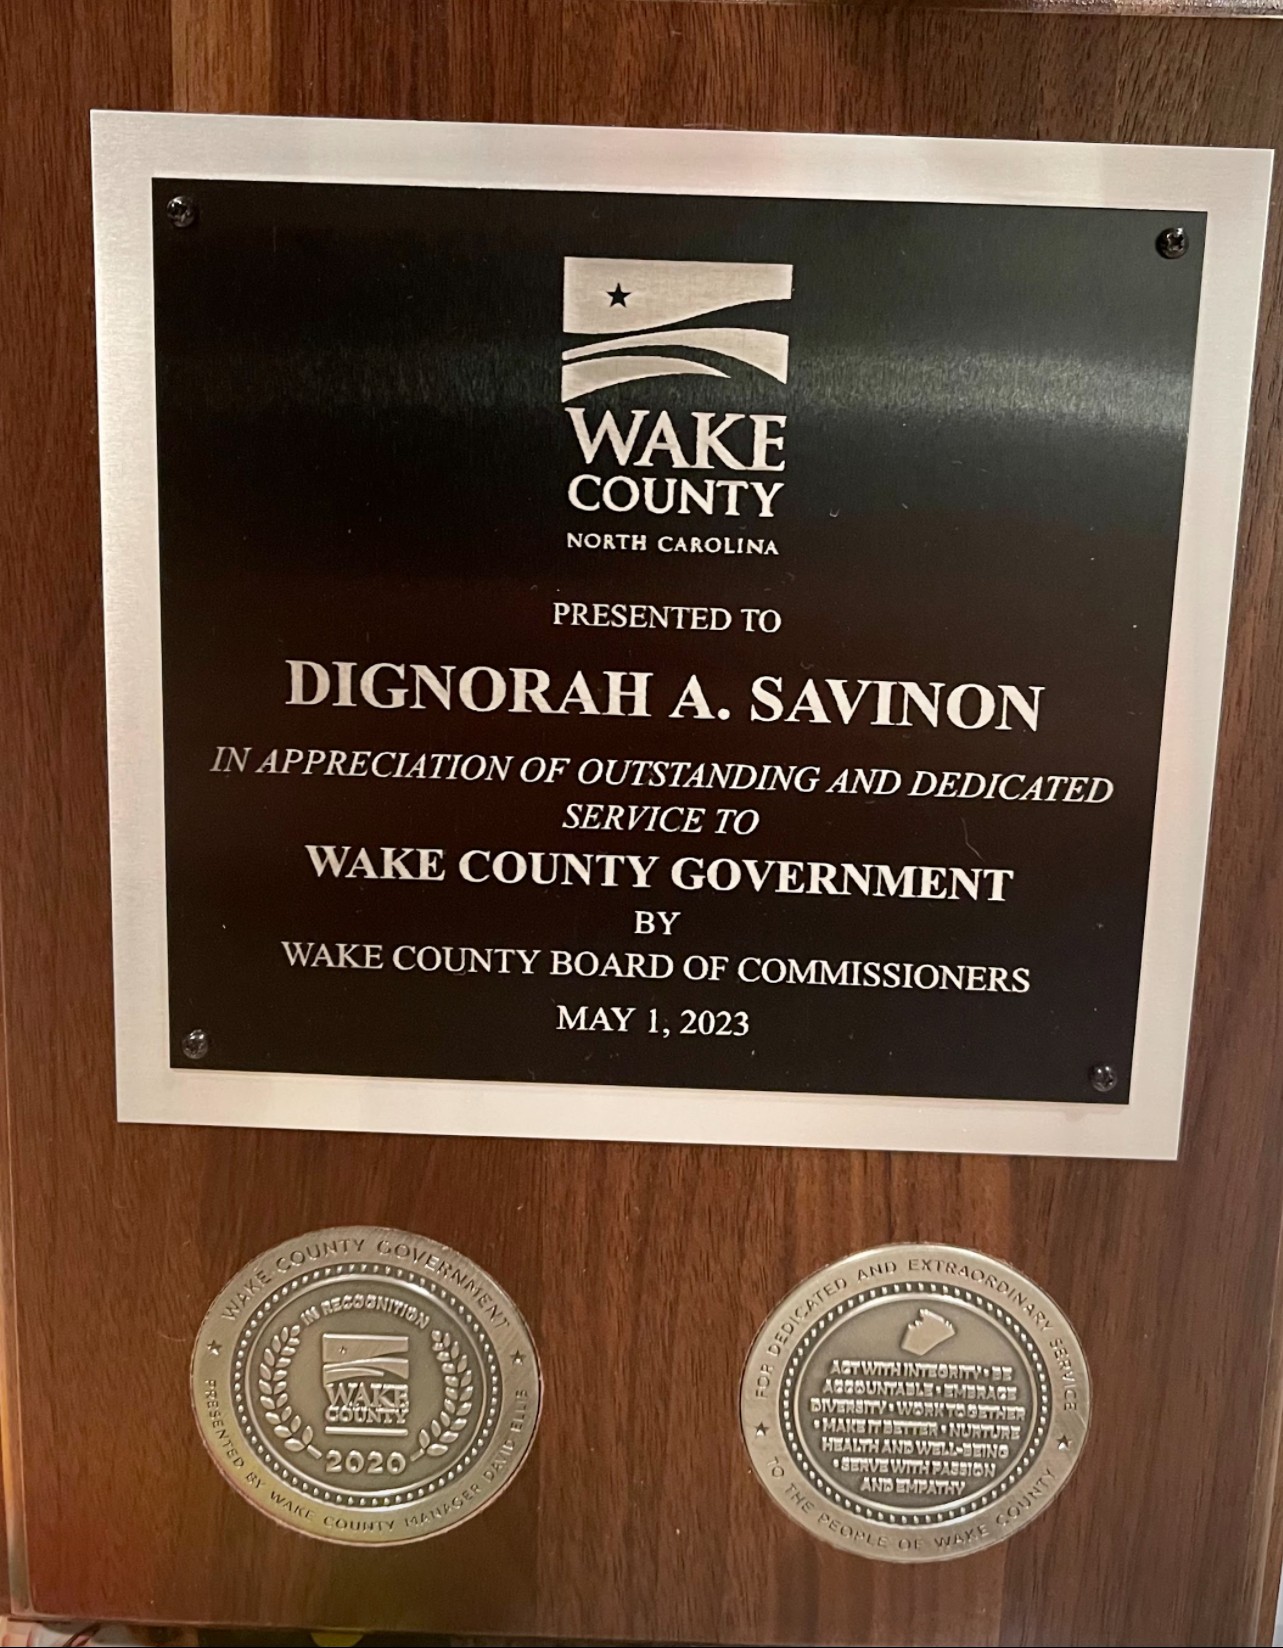 WAKE
COUNTY
NORTH CAROLINA
PRESENTED TO
DIGNORAH A. SAVINON
IN APPRECIATION OF OUTSTANDING AND DEDICATED
SERVICE TO
WAKE COUNTY GOVERNMENT
BY
WAKE COUNTY BOARD OF COMMISSIONERS
MAY 1, 2023
WAKE COUNTY GOVERNMENT
IN RECOGNITION
WAKE
COUNTY
2020
PRESENTED BY WAKE COUNTY MANAGER DAVID ELLIS
FOR DEDICATED AND EXTRAORDINARY SERVICE
ACT WITH INTEGRITY • BE
ACCOUNTABLE • EMBRACE
DIVERSITY • WORK TOGETHER
• MAKE IT BETTER • NURTURE
HEALTH AND WELL-BEING
• SERVE WITH PASSION
AND EMPATHY
TO THE PEOPLE OF WAKE COUNTY